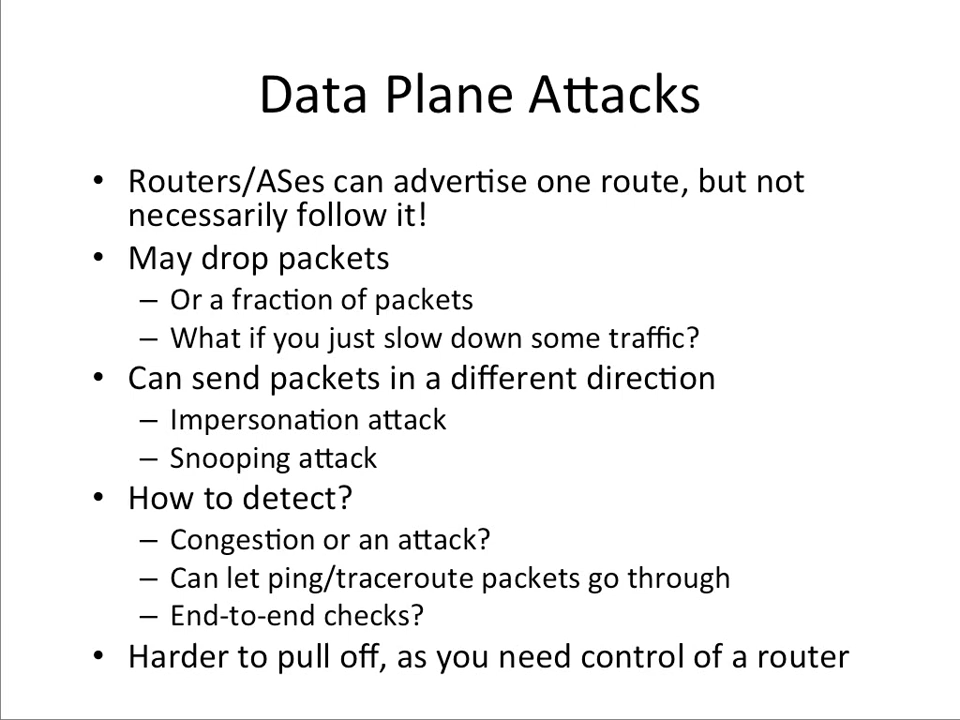 Data Plane Attacks
• Routers/ASes can advertise one route, but not
necessarily follow it!
• May drop packets
– Or a fraction of packets
– What if you just slow down some traffic?
• Can send packets in a different direction
– Impersonation attack
– Snooping attack
• How to detect?
– Congestion or an attack?
– Can let ping/traceroute packets go through
– End-to-end checks?
• Harder to pull off, as you need control of a router